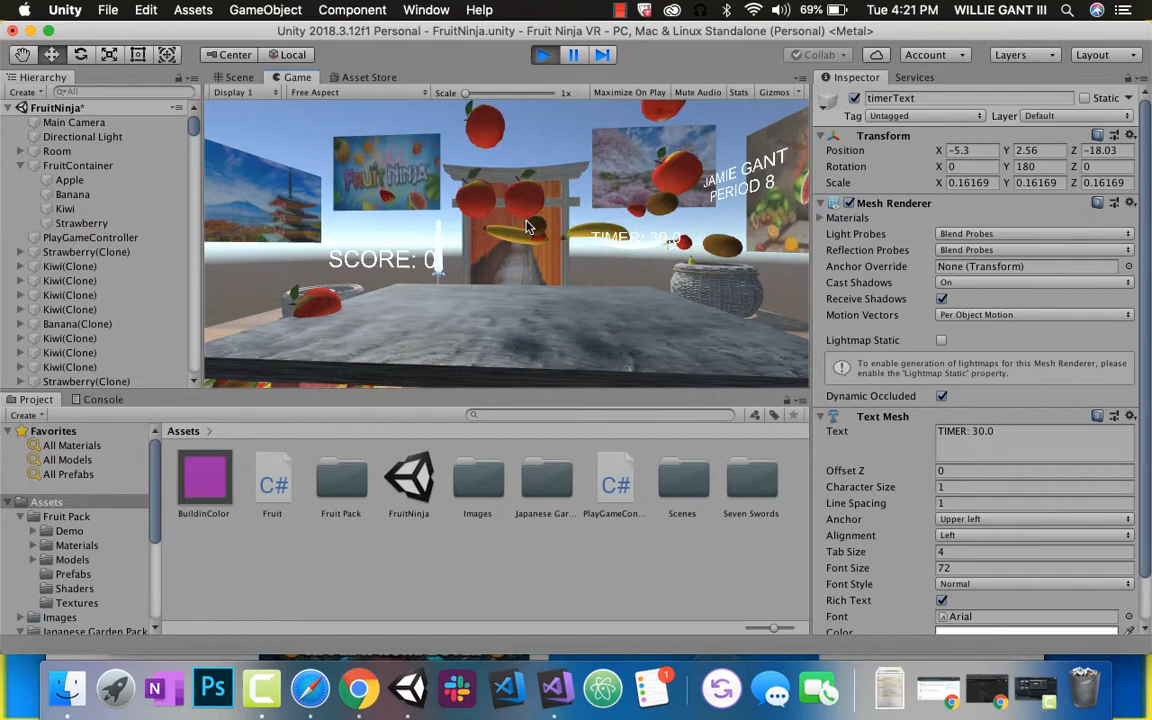 Unity File Edit Assets GameObject Component Window Help 69% Tue 4:21 PM WILLIE GANT III
Unity 2018.3.12f1 Personal - FruitNinja.unity - Fruit Ninja VR - PC, Mac & Linux Standalone (Personal) <Metal>
Center Local Collab Account Layers Layout
Hierarchy
Create All
FruitNinja*
Main Camera
Directional Light
Room
FruitContainer
Apple
Banana
Kiwi
Strawberry
PlayGameController
Strawberry(Clone)
Kiwi(Clone)
Kiwi(Clone)
Kiwi(Clone)
Kiwi(Clone)
Banana(Clone)
Kiwi(Clone)
Kiwi(Clone)
Kiwi(Clone)
Strawberry(Clone)
Scene Game Asset Store
Display 1 Free Aspect Scale 1x Maximize On Play Mute Audio Stats Gizmos
FRUIT NINJA
JAMIE GANT
PERIOD 8
TIMER: 30.0
SCORE: 0
Inspector Services
timerText Static
Tag Untagged Layer Default
Transform
Position X -5.3 Y 2.56 Z -18.03
Rotation X 0 Y 180 Z 0
Scale X 0.16169 Y 0.16169 Z 0.16169
Mesh Renderer
Materials
Light Probes Blend Probes
Reflection Probes Blend Probes
Anchor Override None (Transform)
Cast Shadows On
Receive Shadows
Motion Vectors Per Object Motion
Lightmap Static
To enable generation of lightmaps for this Mesh Renderer, please
enable the 'Lightmap Static' property.
Dynamic Occluded
Text Mesh
Text TIMER: 30.0
Offset Z 0
Character Size 1
Line Spacing 1
Anchor Upper left
Alignment Left
Tab Size 4
Font Size 72
Font Style Normal
Rich Text
Font Arial
Color
Project Console
Create
Favorites
All Materials
All Models
All Prefabs
Assets
Fruit Pack
Demo
Materials
Models
Prefabs
Shaders
Textures
Images
Japanese Garden Pack
Assets
C# C#
BuildinColor Fruit Fruit Pack FruitNinja Images Japanese Gar... PlayGameCon... Scenes Seven Swords
N Ps C 1